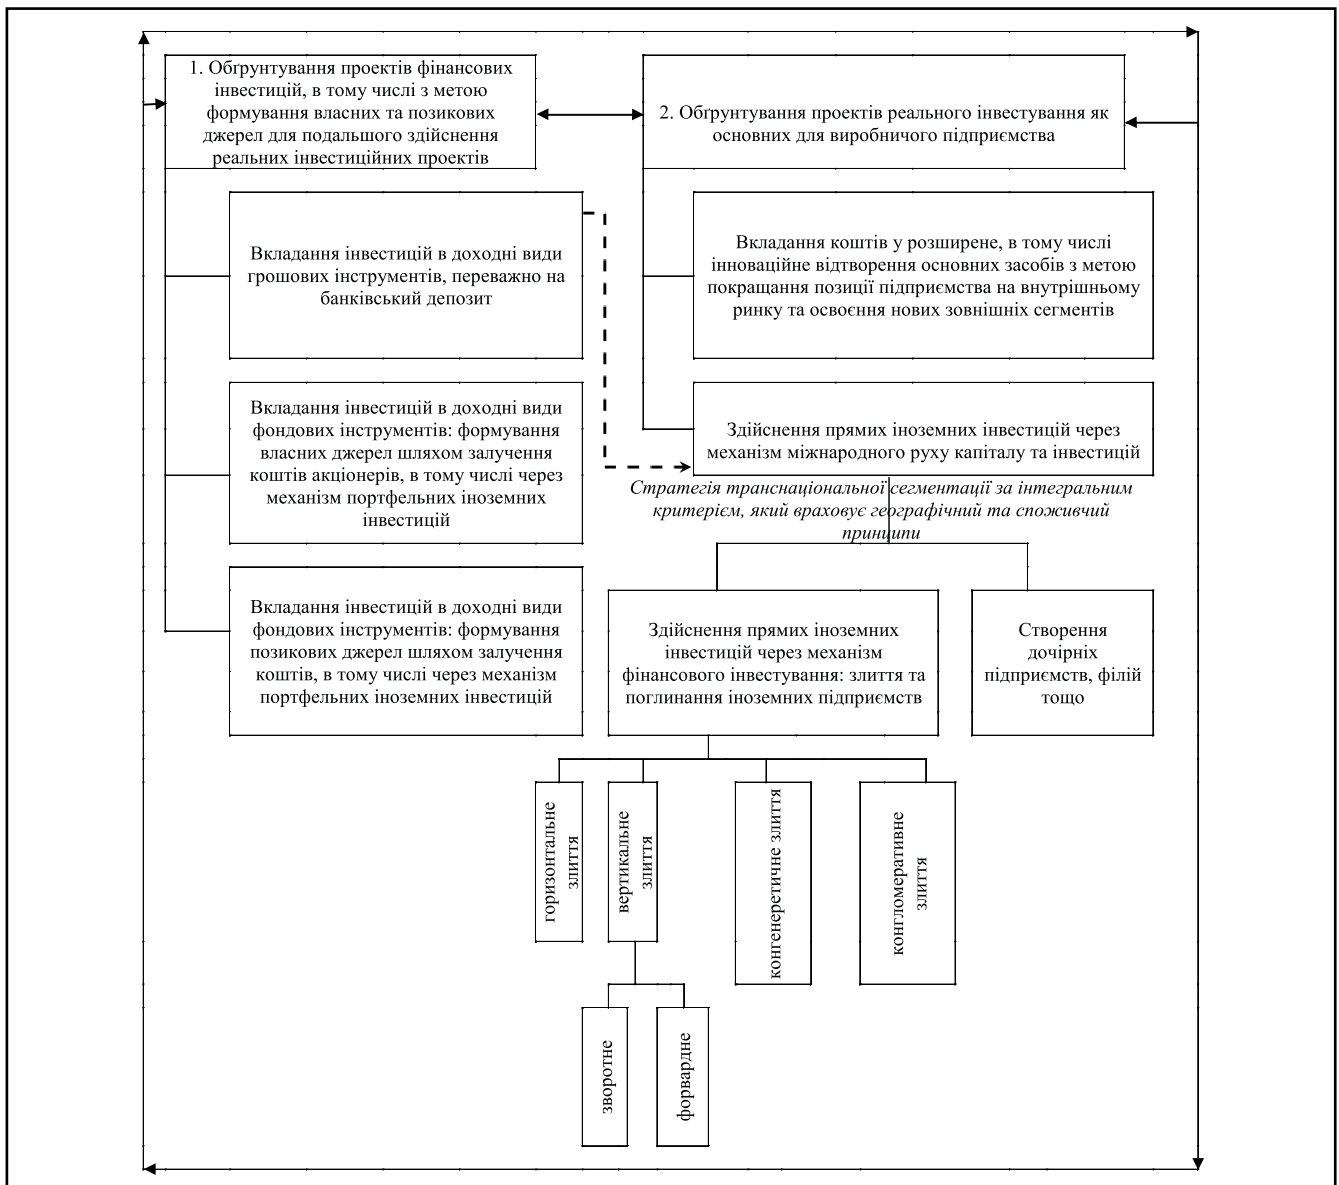 1. Обґрунтування проектів фінансових
інвестицій, в тому числі з метою
формування власних та позикових
джерел для подальшого здійснення
реальних інвестиційних проектів
2. Обґрунтування проектів реального інвестування як
основних для виробничого підприємства
Вкладання інвестицій в доходні види
грошових інструментів, переважно на
банківський депозит
Вкладання коштів у розширене, в тому числі
інноваційне відтворення основних засобів з метою
покращання позиції підприємства на внутрішньому
ринку та освоєння нових зовнішніх сегментів
Вкладання інвестицій в доходні види
фондових інструментів: формування
власних джерел шляхом залучення
коштів акціонерів, в тому числі через
механізм портфельних іноземних
інвестицій
Здійснення прямих іноземних інвестицій через
механізм міжнародного руху капіталу та інвестицій
Стратегія транснаціональної сегментації за інтегральним
критерієм, який враховує географічний та споживчий
принципи
Вкладання інвестицій в доходні види
фондових інструментів: формування
позикових джерел шляхом залучення
коштів, в тому числі через механізм
портфельних іноземних інвестицій
Здійснення прямих іноземних
інвестицій через механізм
фінансового інвестування: злиття та
поглинання іноземних підприємств
Створення
дочірніх
підприємств, філій
тощо
горизонтальне
злиття
вертикальне
злиття
конгенеретичне злиття
конгломеративне
злиття
зворотне
форвардне